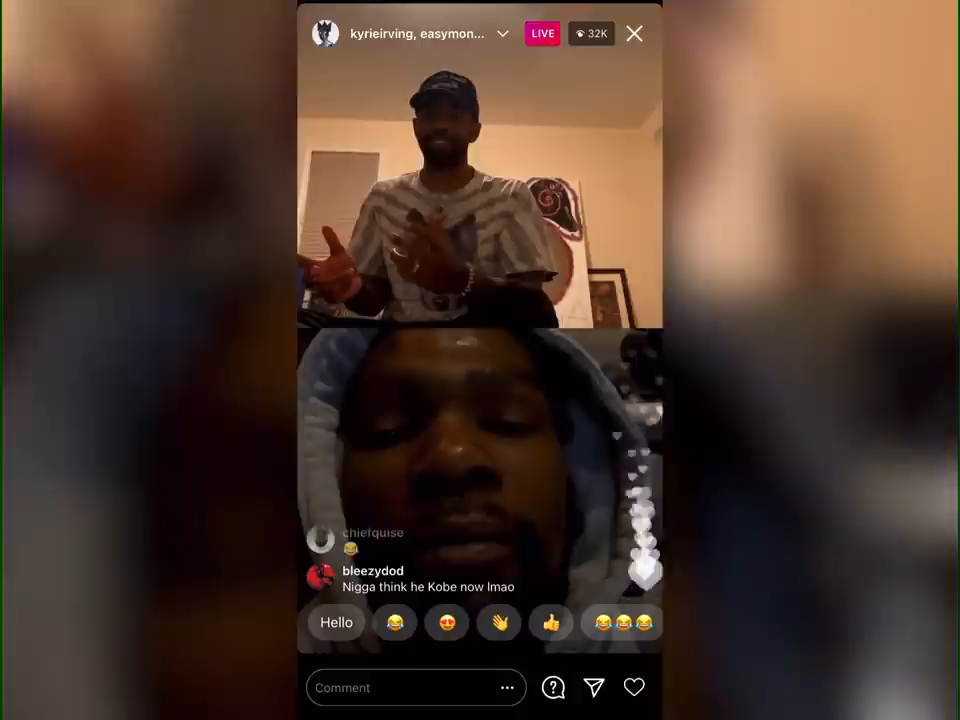 kyrieirving, easymon...
LIVE
32K
chiefquise
😂
bleezydod
Nigga think he Kobe now lmao
Hello 😂 😍 👋 👍 😂😂😂
Comment